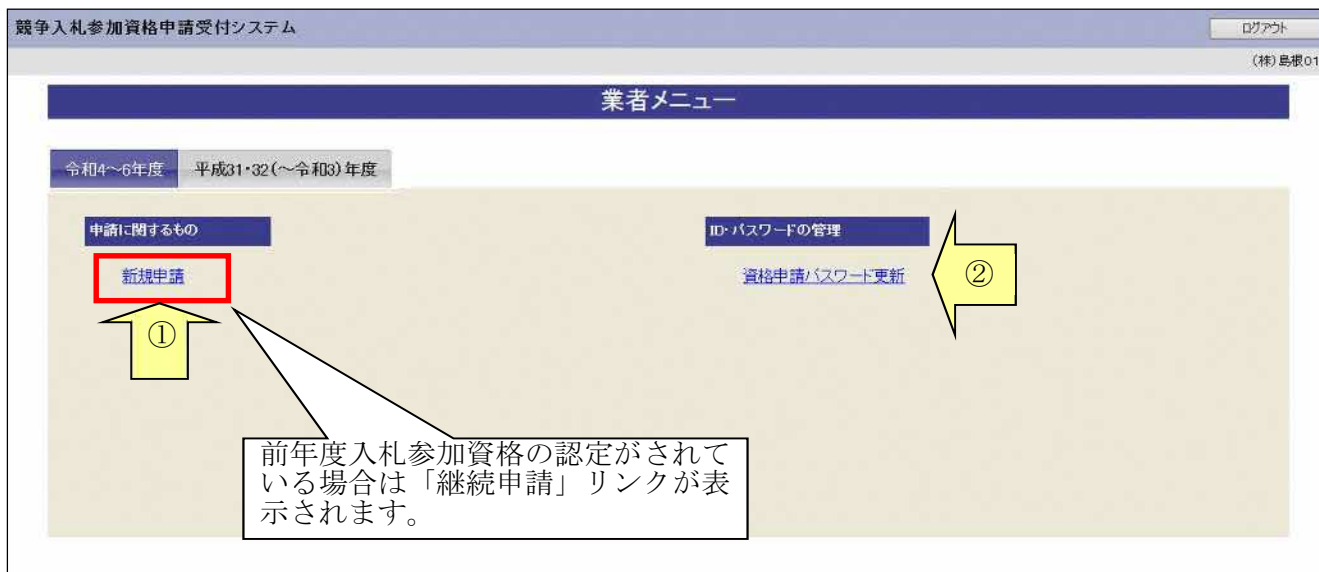 競争入札参加資格申請受付システム
ログアウト
(株)島根01
業者メニュー
令和4～6年度
平成31・32(～令和3)年度
申請に関するもの
ID・パスワードの管理
新規申請
資格申請パスワード更新
②
①
前年度入札参加資格の認定がされて
いる場合は「継続申請」リンクが表
示されます。